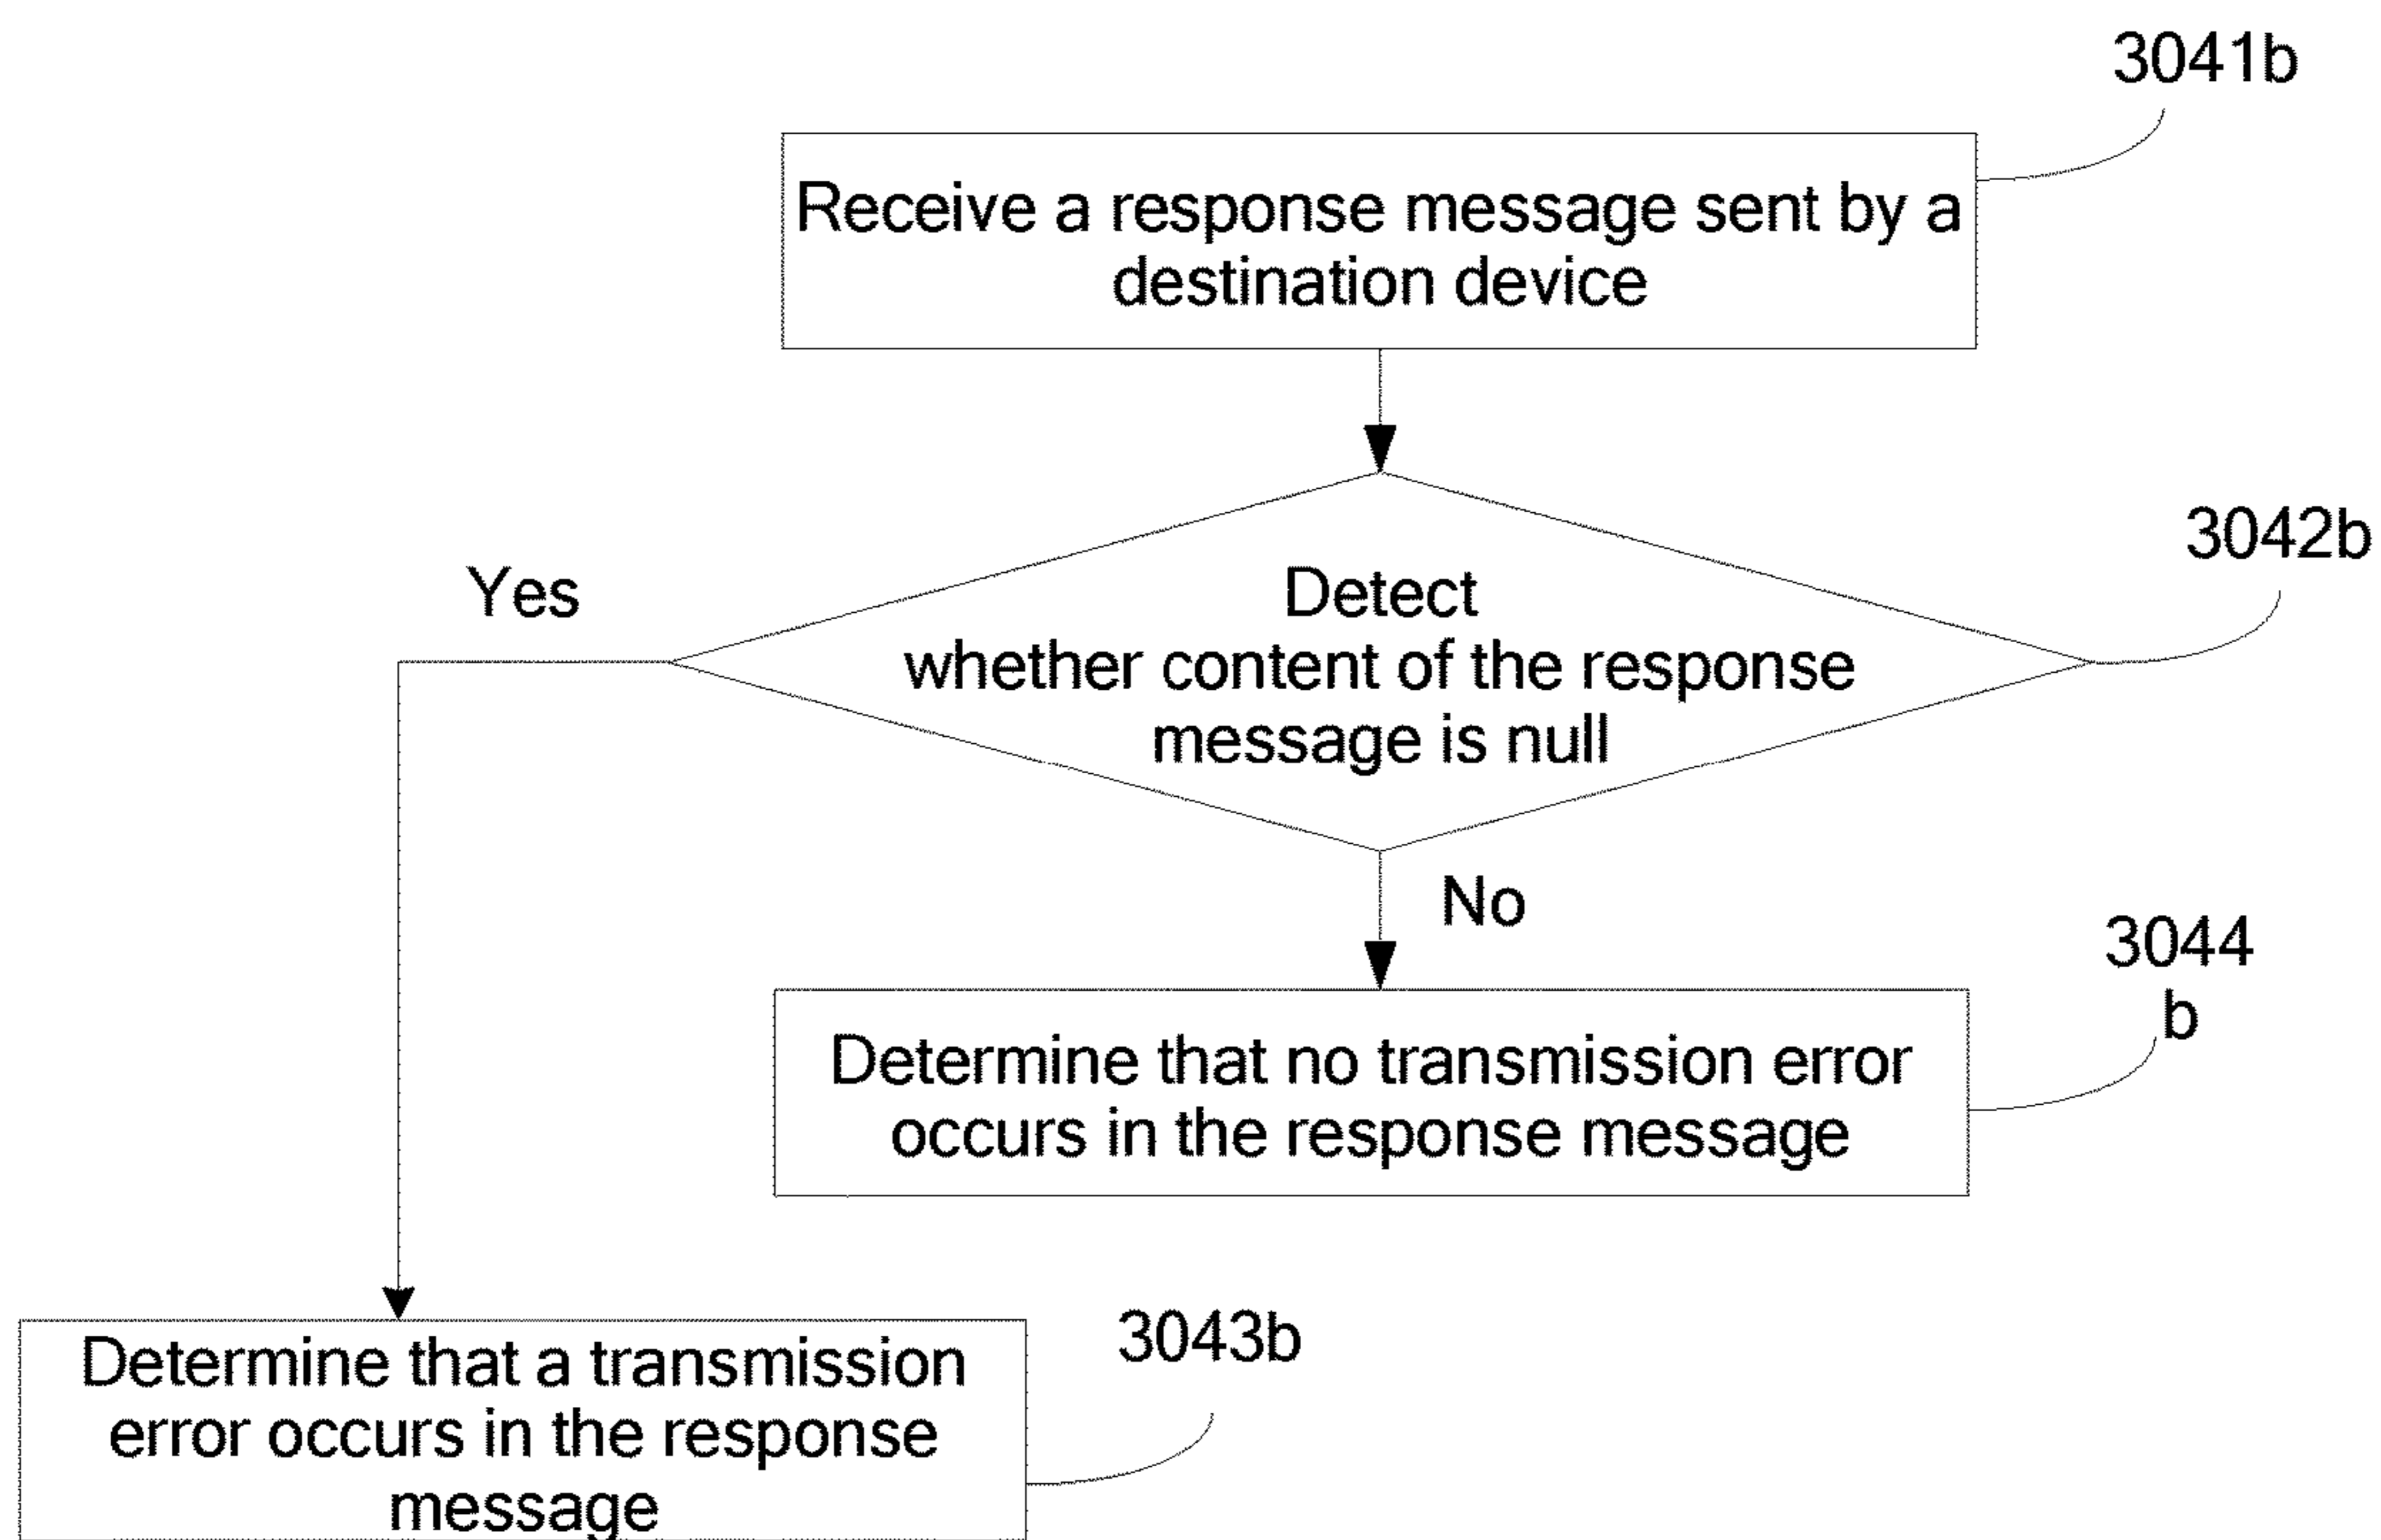 3041b
Receive a response message sent by a
destination device
3042b
Yes
Detect
whether content of the response
message is null
No
3044
b
Determine that no transmission error
occurs in the response message
3043b
Determine that a transmission
error occurs in the response
message